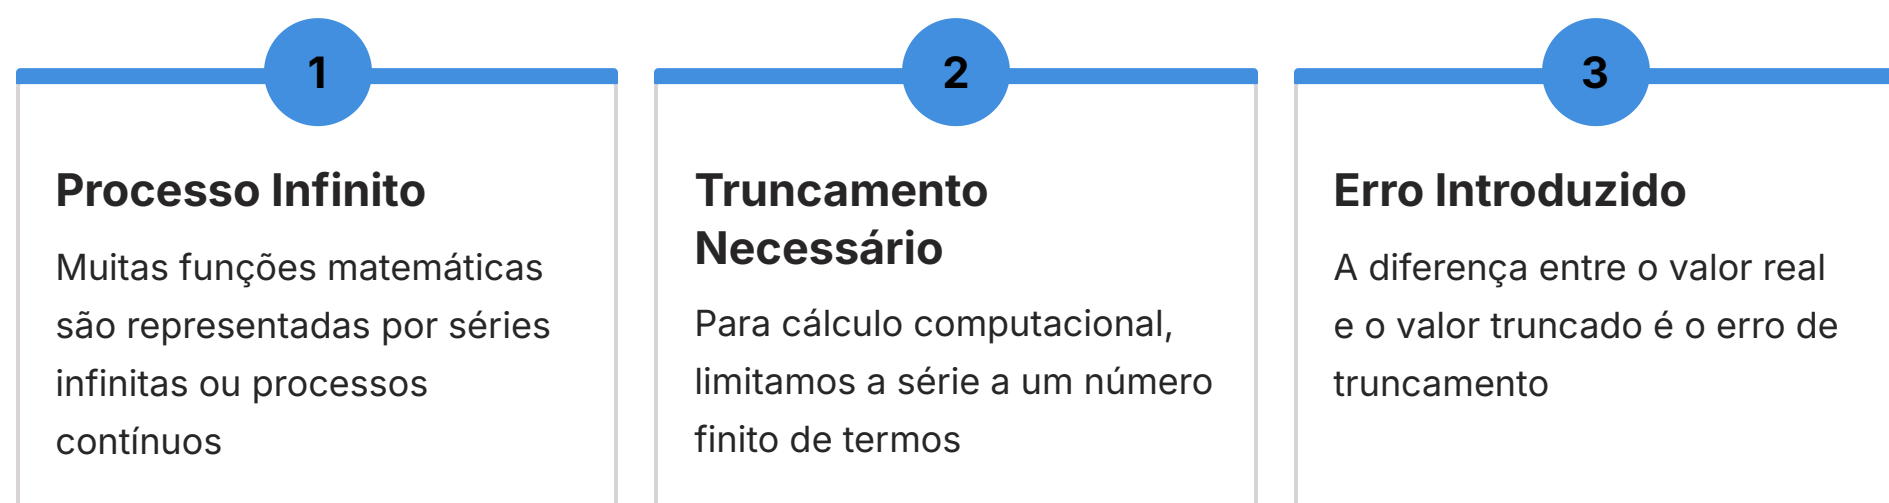 1
Processo Infinito
Muitas funções matemáticas
são representadas por séries
infinitas ou processos
contínuos
2
Truncamento
Necessário
Para cálculo computacional,
limitamos a série a um número
finito de termos
3
Erro Introduzido
A diferença entre o valor real
e o valor truncado é o erro de
truncamento